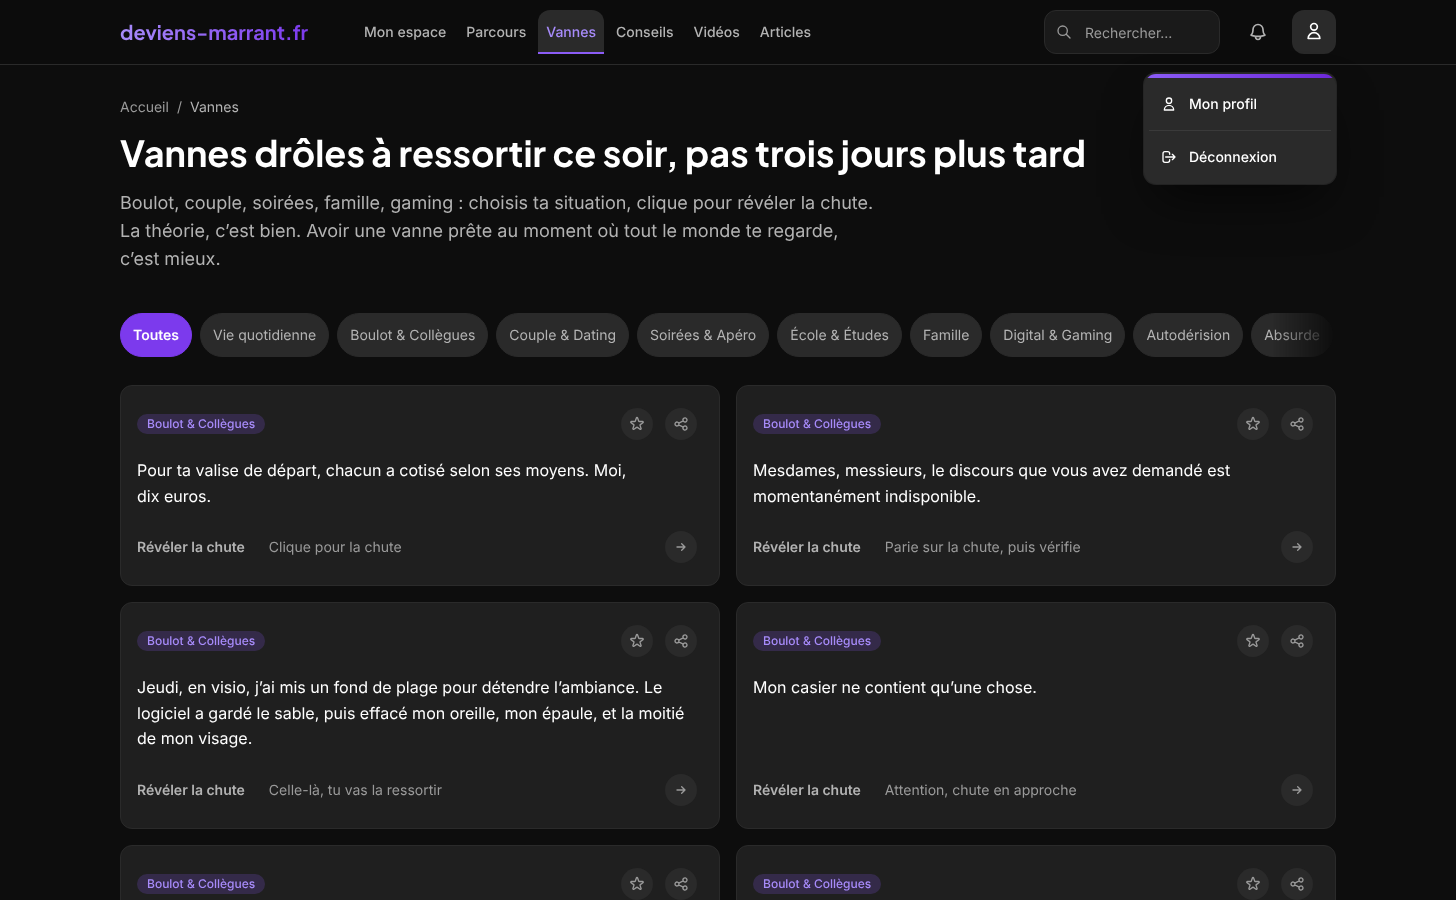 deviens-marrant.fr
Mon espace
Parcours
Vannes
Conseils
Vidéos
Articles
Rechercher...
Mon profil
Déconnexion
Accueil / Vannes
Vannes drôles à ressortir ce soir, pas trois jours plus tard
Boulot, couple, soirées, famille, gaming : choisis ta situation, clique pour révéler la chute.
La théorie, c’est bien. Avoir une vanne prête au moment où tout le monde te regarde,
c’est mieux.
Toutes
Vie quotidienne
Boulot & Collègues
Couple & Dating
Soirées & Apéro
École & Études
Famille
Digital & Gaming
Autodérision
Absurde
Boulot & Collègues
Pour ta valise de départ, chacun a cotisé selon ses moyens. Moi,
dix euros.
Révéler la chute
Clique pour la chute
Boulot & Collègues
Mesdames, messieurs, le discours que vous avez demandé est
momentanément indisponible.
Révéler la chute
Parie sur la chute, puis vérifie
Boulot & Collègues
Jeudi, en visio, j’ai mis un fond de plage pour détendre l’ambiance. Le
logiciel a gardé le sable, puis effacé mon oreille, mon épaule, et la moitié
de mon visage.
Révéler la chute
Celle-là, tu vas la ressortir
Boulot & Collègues
Mon casier ne contient qu’une chose.
Révéler la chute
Attention, chute en approche
Boulot & Collègues
Boulot & Collègues